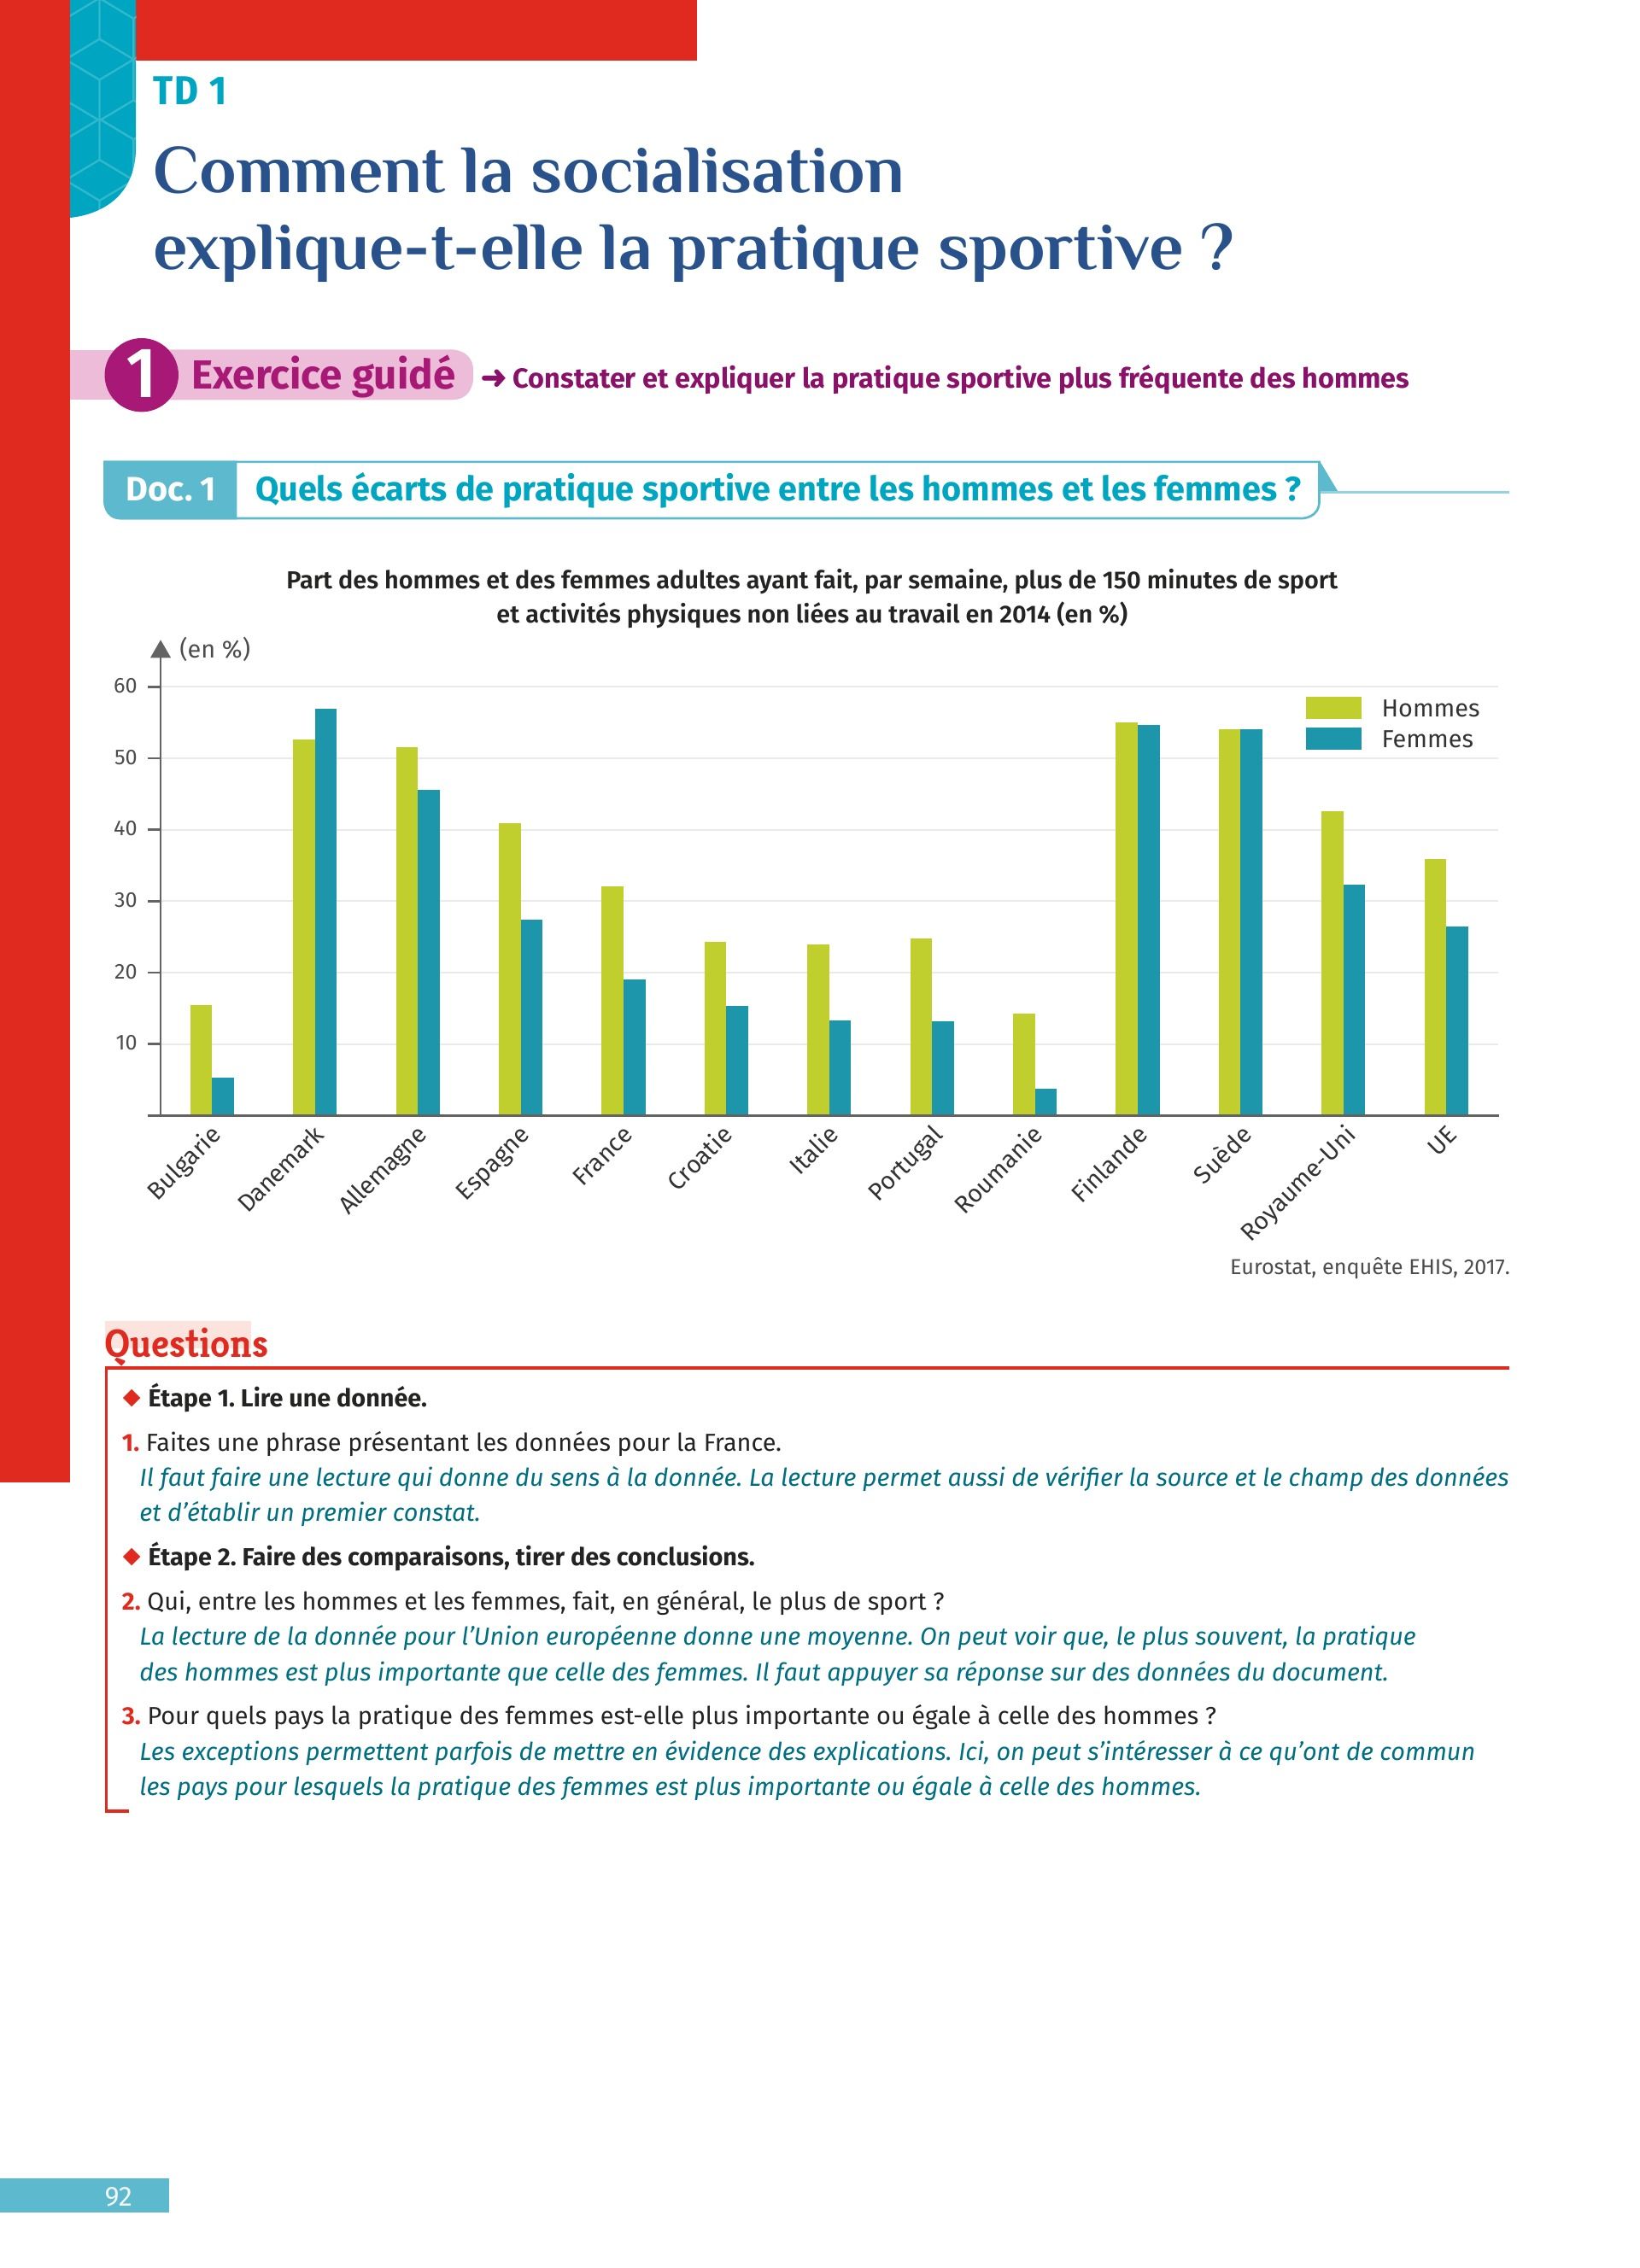 TD 1
Comment la socialisation
explique-t-elle la pratique sportive ?
1 Exercice guidé ➜ Constater et expliquer la pratique sportive plus fréquente des hommes
Doc. 1 Quels écarts de pratique sportive entre les hommes et les femmes ?
Part des hommes et des femmes adultes ayant fait, par semaine, plus de 150 minutes de sport
et activités physiques non liées au travail en 2014 (en %)
(en %)
60
Hommes
Femmes
50
40
30
20
10
Bulgarie
Danemark
Allemagne
Espagne
France
Croatie
Italie
Portugal
Roumanie
Finlande
Suède
Royaume-Uni
UE
Eurostat, enquête EHIS, 2017.
Questions
◆ Étape 1. Lire une donnée.
1. Faites une phrase présentant les données pour la France.
Il faut faire une lecture qui donne du sens à la donnée. La lecture permet aussi de vérifier la source et le champ des données
et d’établir un premier constat.
◆ Étape 2. Faire des comparaisons, tirer des conclusions.
2. Qui, entre les hommes et les femmes, fait, en général, le plus de sport ?
La lecture de la donnée pour l’Union européenne donne une moyenne. On peut voir que, le plus souvent, la pratique
des hommes est plus importante que celle des femmes. Il faut appuyer sa réponse sur des données du document.
3. Pour quels pays la pratique des femmes est-elle plus importante ou égale à celle des hommes ?
Les exceptions permettent parfois de mettre en évidence des explications. Ici, on peut s’intéresser à ce qu’ont de commun
les pays pour lesquels la pratique des femmes est plus importante ou égale à celle des hommes.
92